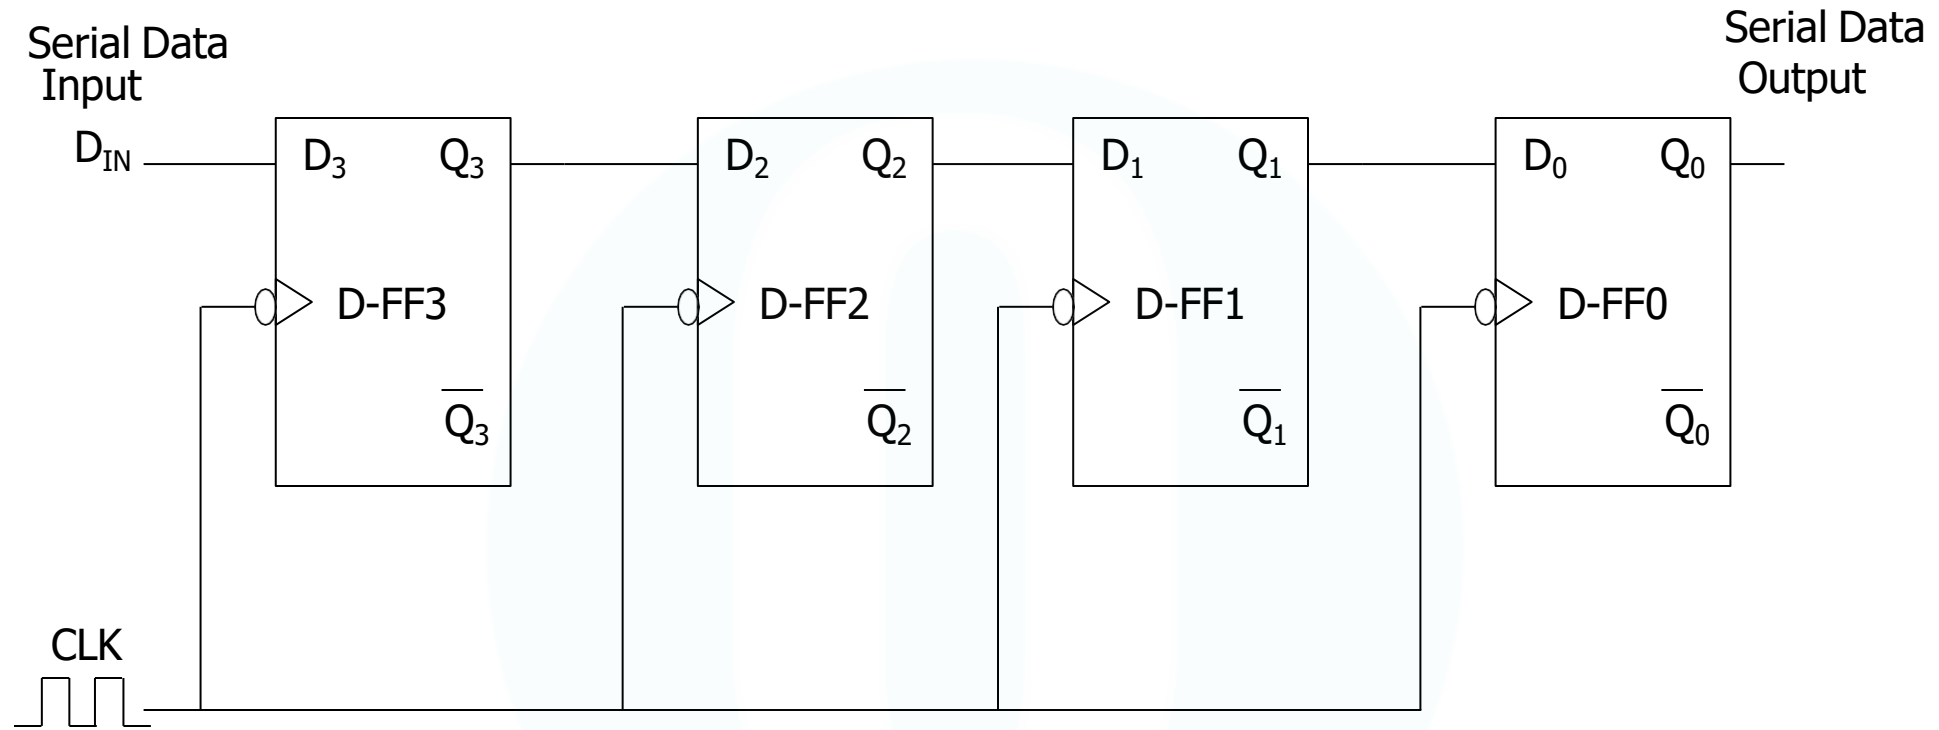 Serial Data
Input
Serial Data
Output
D_IN
D₃ Q₃
D₂ Q₂
D₁ Q₁
D₀ Q₀
D-FF3
D-FF2
D-FF1
D-FF0
Q̅₃
Q̅₂
Q̅₁
Q̅₀
CLK